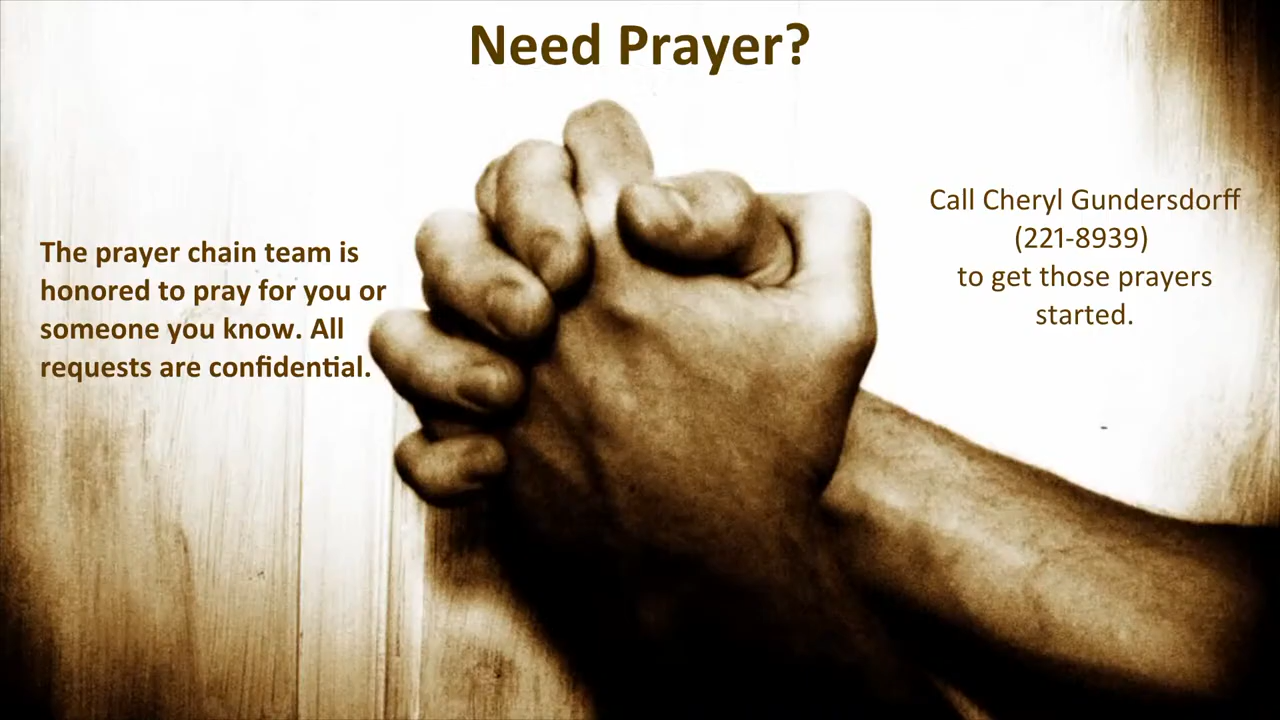 Need Prayer?
The prayer chain team is
honored to pray for you or
someone you know. All
requests are confidential.
Call Cheryl Gundersdorff
(221-8939)
to get those prayers
started.